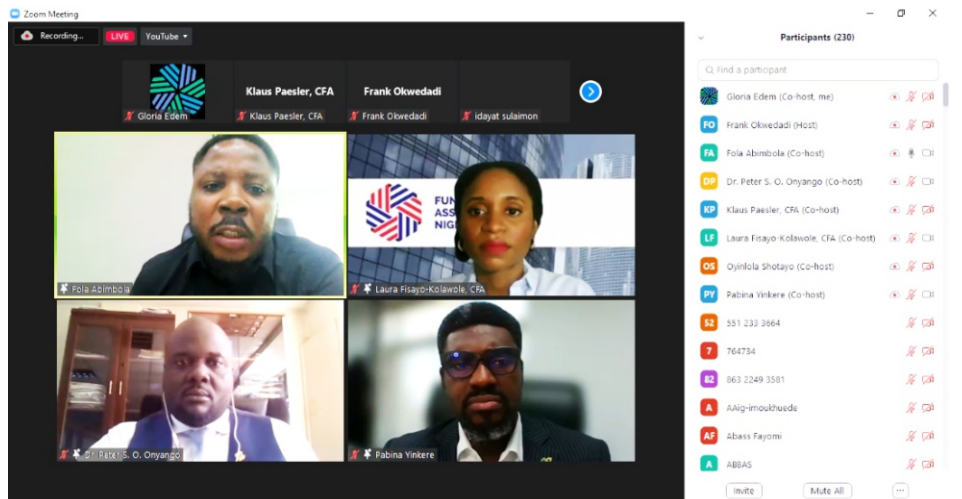 Zoom Meeting
Recording...
LIVE
YouTube
Participants (230)
Find a participant
Klaus Paesler, CFA
Frank Okwedadi
Gloria Edem
Klaus Paesler, CFA
Frank Okwedadi
idayat sulaimon
FUN
ASS
NIG
Fola Abimbola
Laura Fisayo-Kolawole, CFA
Dr. Peter S. O. Onyango
Pabina Yinkere
Gloria Edem (Co-host, me)
FO Frank Okwedadi (Host)
FA Fola Abimbola (Co-host)
DP Dr. Peter S. O. Onyango (Co-host)
KP Klaus Paesler, CFA (Co-host)
LF Laura Fisayo-Kolawole, CFA (Co-host)
OS Oyinlola Shotayo (Co-host)
PY Pabina Yinkere (Co-host)
52 551 233 3664
7 764734
82 863 2249 3581
A AAig-imoukhuede
AF Abass Fayomi
A ABBAS
Invite
Mute All